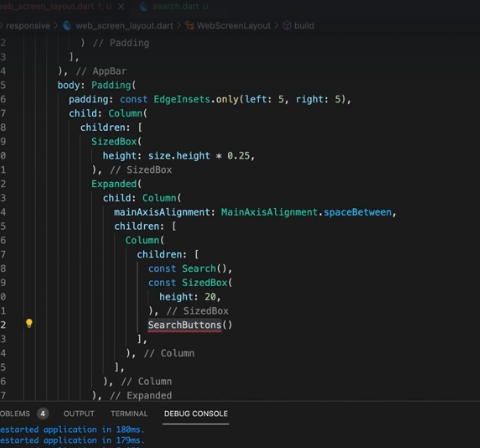 web_screen_layout.dart 1, U search.dart U
responsive > web_screen_layout.dart > WebScreenLayout > build
2 ) // Padding
3 ],
4 ), // AppBar
5 body: Padding(
6 padding: const EdgeInsets.only(left: 5, right: 5),
7 child: Column(
8 children: [
9 SizedBox(
0 height: size.height * 0.25,
1 ), // SizedBox
2 Expanded(
3 child: Column(
4 mainAxisAlignment: MainAxisAlignment.spaceBetween,
5 children: [
6 Column(
7 children: [
8 const Search(),
9 const SizedBox(
0 height: 20,
1 ), // SizedBox
2 SearchButtons()
3 ],
4 ), // Column
5 ],
6 ), // Column
7 ), // Expanded
OBLEMS 4 OUTPUT TERMINAL DEBUG CONSOLE
estarted application in 180ms.
estarted application in 179ms.